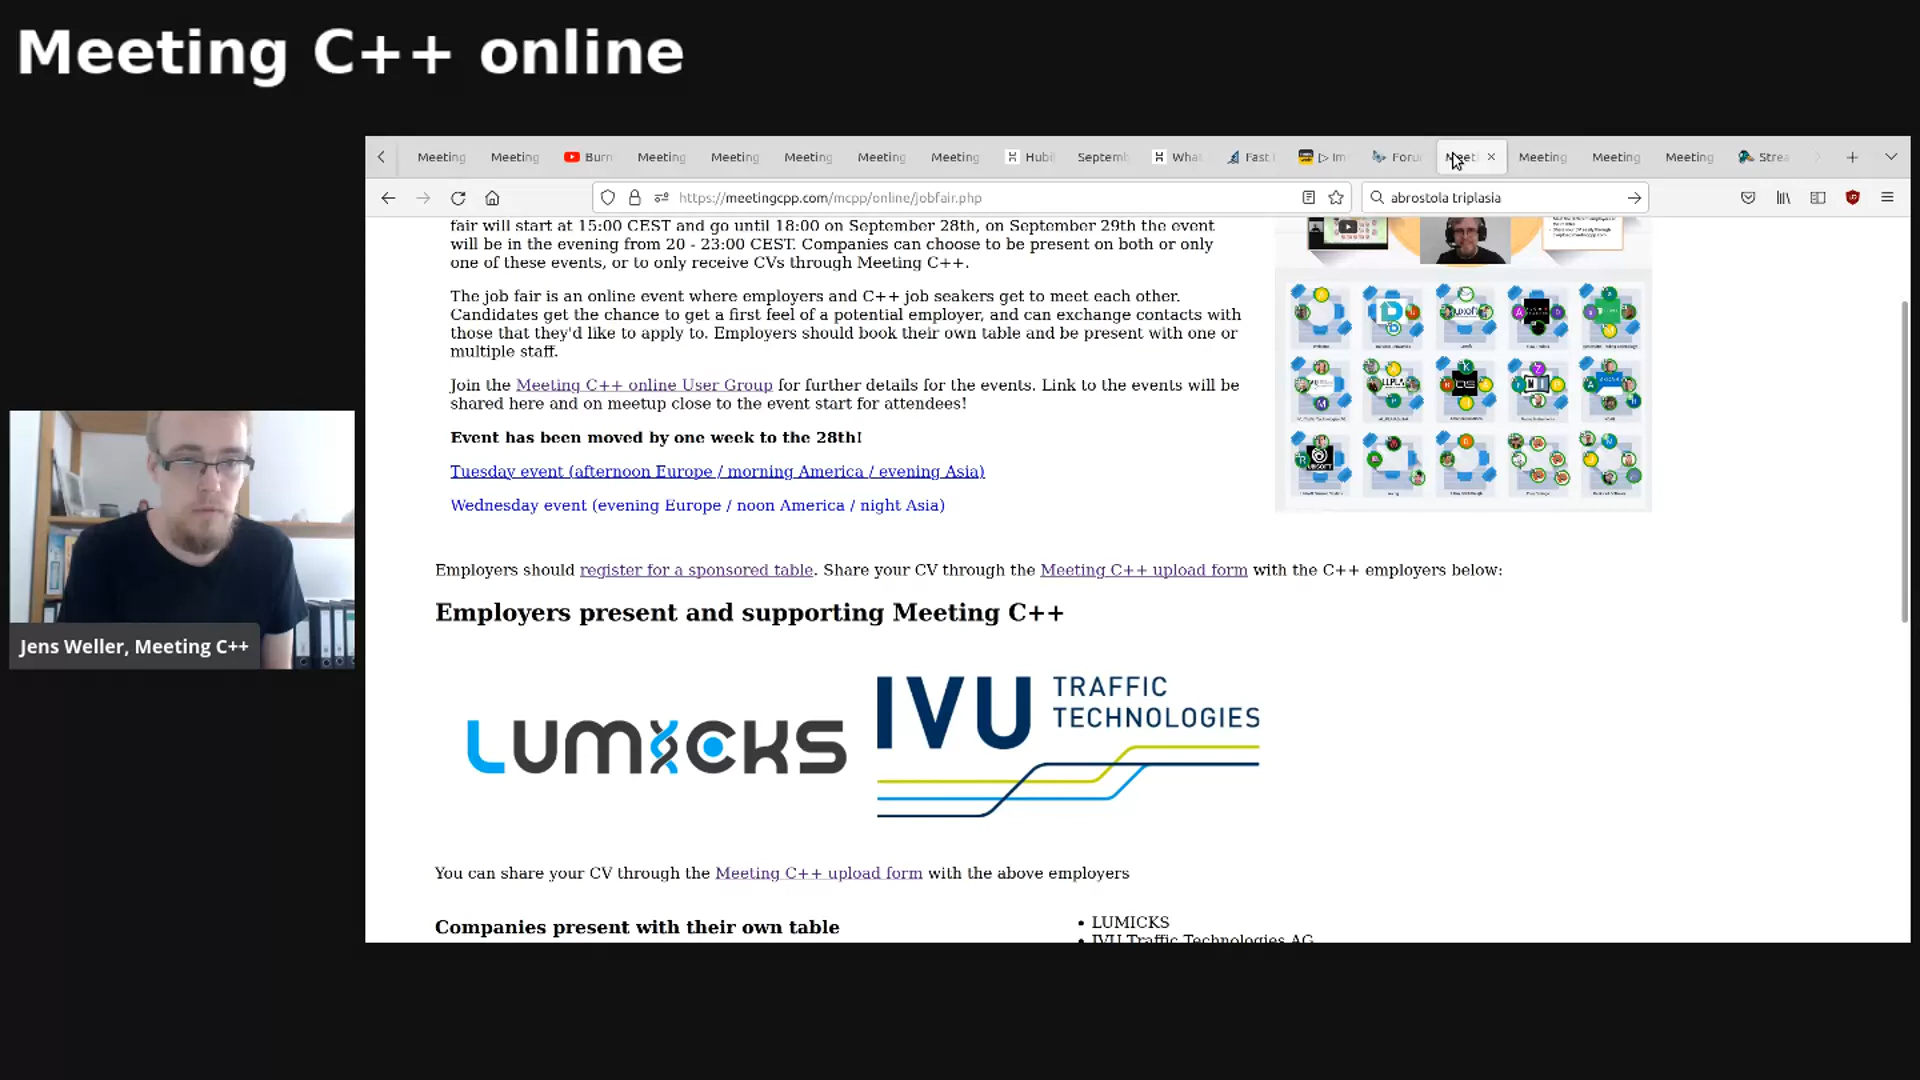 Meeting C++ online
Meeting Meeting Burn Meeting Meeting Meeting Meeting Meeting Hubl Septemb What Fast Im Foru Meeti Meeting Meeting Meeting Strea
https://meetingcpp.com/mcpp/online/jobfair.php
abrostola triplasia
fair will start at 15:00 CEST and go until 18:00 on September 28th, on September 29th the event
will be in the evening from 20 - 23:00 CEST. Companies can choose to be present on both or only
one of these events, or to only receive CVs through Meeting C++.
The job fair is an online event where employers and C++ job seakers get to meet each other.
Candidates get the chance to get a first feel of a potential employer, and can exchange contacts with
those that they'd like to apply to. Employers should book their own table and be present with one or
multiple staff.
Join the Meeting C++ online User Group for further details for the events. Link to the events will be
shared here and on meetup close to the event start for attendees!
Event has been moved by one week to the 28th!
Tuesday event (afternoon Europe / morning America / evening Asia)
Wednesday event (evening Europe / noon America / night Asia)
Employers should register for a sponsored table. Share your CV through the Meeting C++ upload form with the C++ employers below:
Employers present and supporting Meeting C++
LUMICKS
IVU TRAFFIC
TECHNOLOGIES
You can share your CV through the Meeting C++ upload form with the above employers
Companies present with their own table
• LUMICKS
• IVU Traffic Technologies AG
Jens Weller, Meeting C++